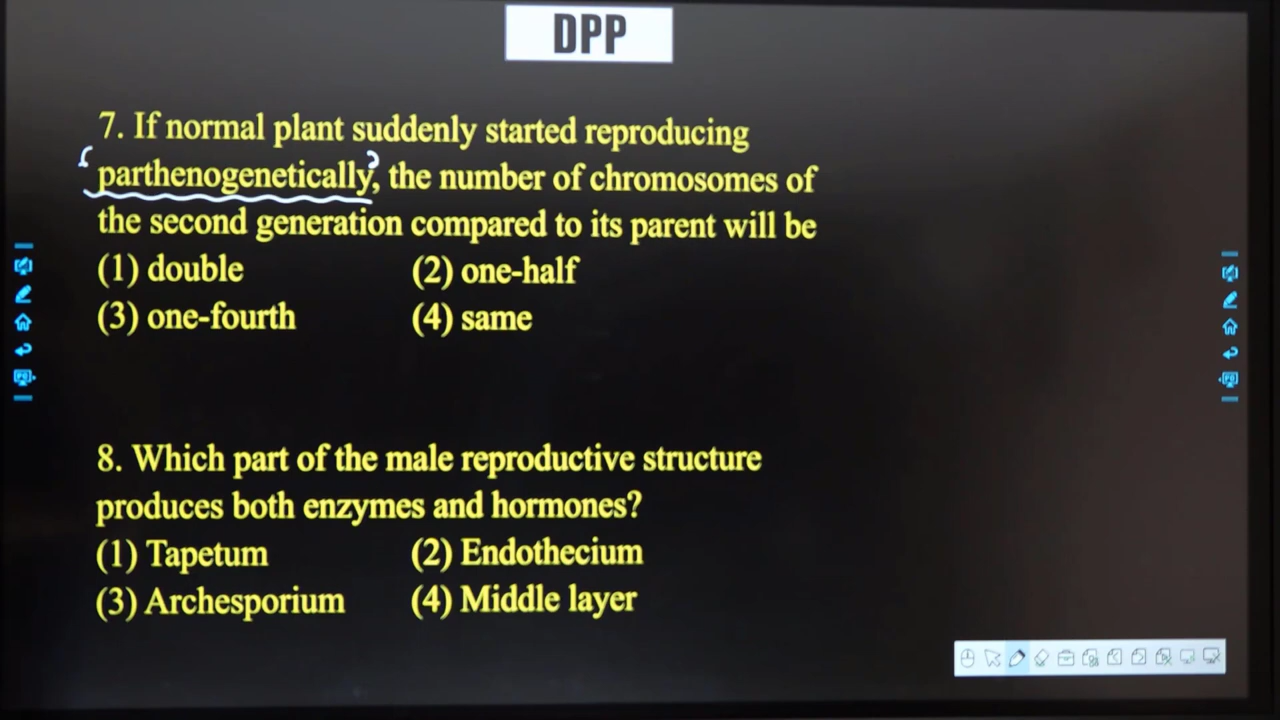 DPP
7. If normal plant suddenly started reproducing
parthenogenetically, the number of chromosomes of
the second generation compared to its parent will be
(1) double (2) one-half
(3) one-fourth (4) same
8. Which part of the male reproductive structure
produces both enzymes and hormones?
(1) Tapetum (2) Endothecium
(3) Archesporium (4) Middle layer